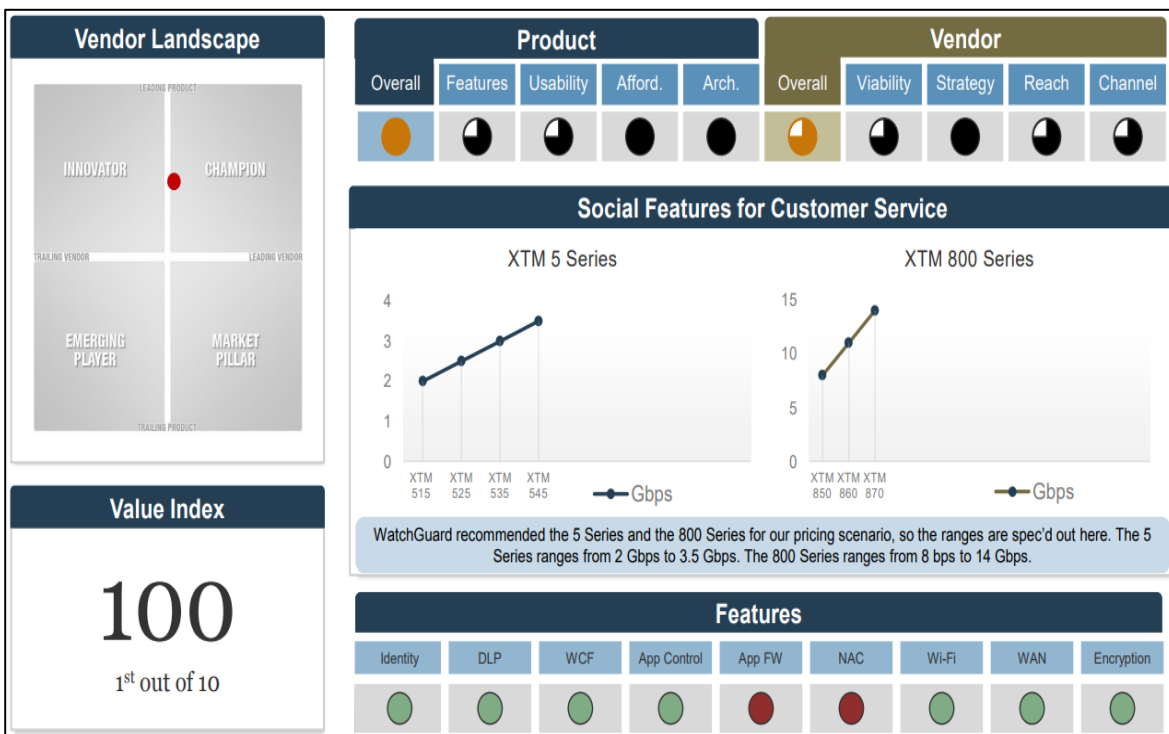 Vendor Landscape
LEADING PRODUCT
INNOVATOR
CHAMPION
TRAILING VENDOR
LEADING VENDOR
EMERGING
PLAYER
MARKET
PILLAR
TRAILING PRODUCT
Value Index
100
1st out of 10
Product
Vendor
Overall
Features
Usability
Afford.
Arch.
Overall
Viability
Strategy
Reach
Channel
Social Features for Customer Service
XTM 5 Series
4
3
2
1
0
XTM
515
XTM
525
XTM
535
XTM
545
Gbps
XTM 800 Series
15
10
5
0
XTM
850
XTM
860
XTM
870
Gbps
WatchGuard recommended the 5 Series and the 800 Series for our pricing scenario, so the ranges are spec'd out here. The 5
Series ranges from 2 Gbps to 3.5 Gbps. The 800 Series ranges from 8 bps to 14 Gbps.
Features
Identity
DLP
WCF
App Control
App FW
NAC
Wi-Fi
WAN
Encryption